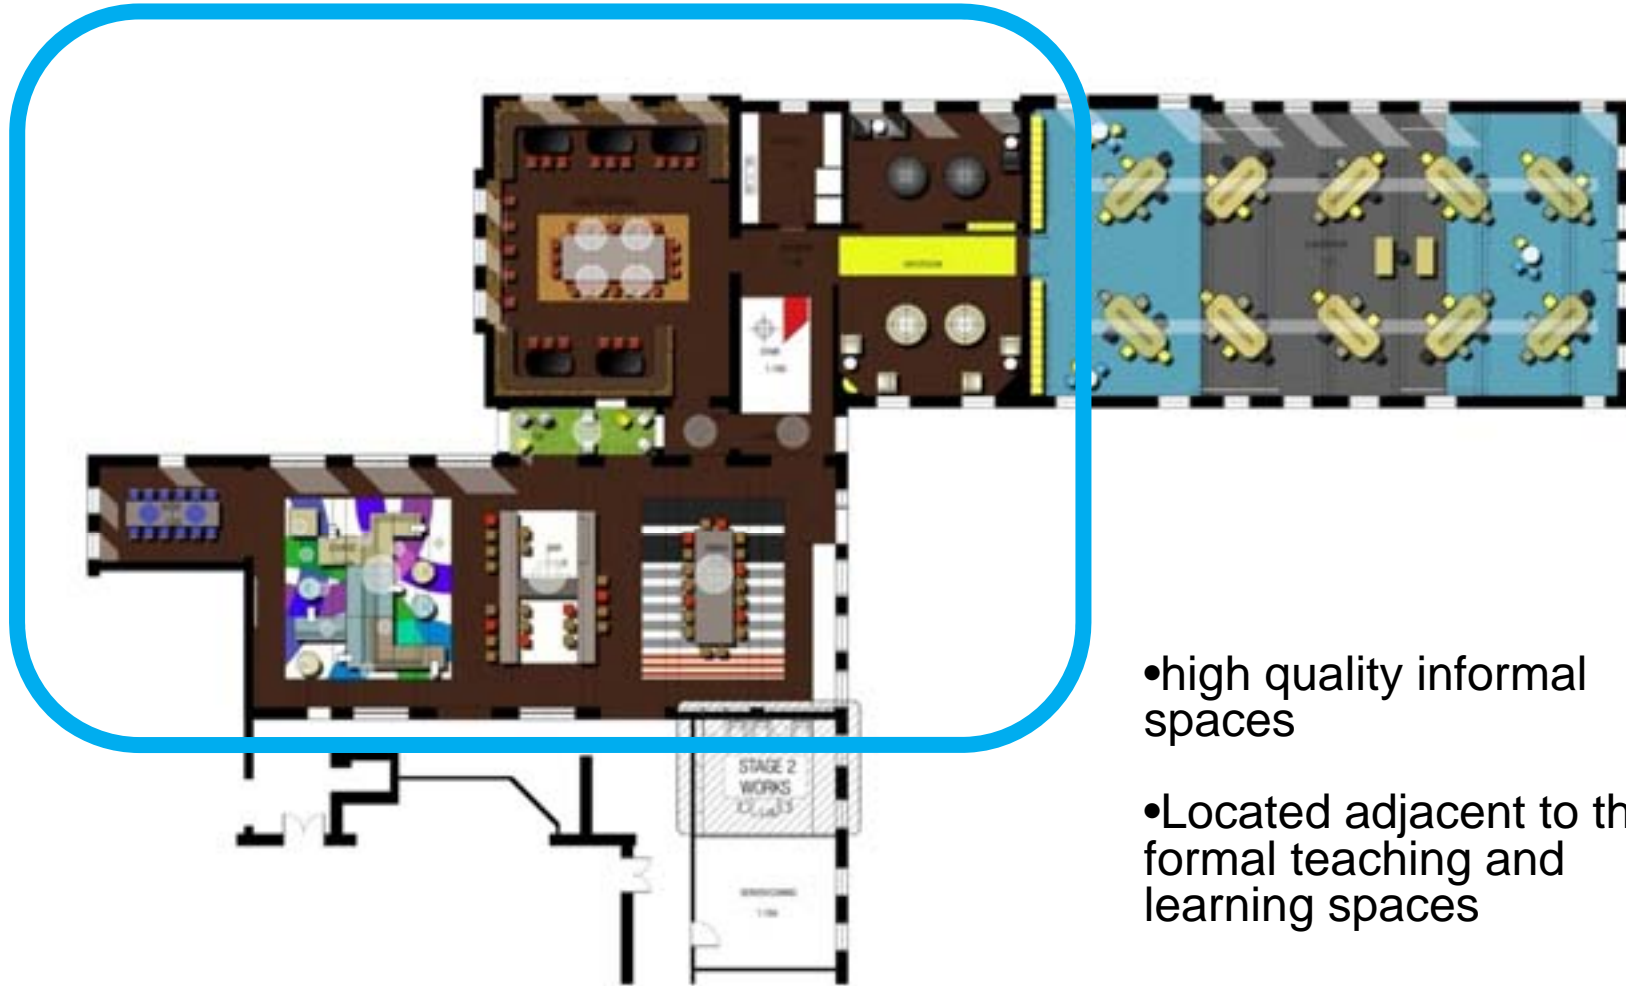 STAGE 2
WORKS
•high quality informal
spaces
•Located adjacent to th
formal teaching and
learning spaces